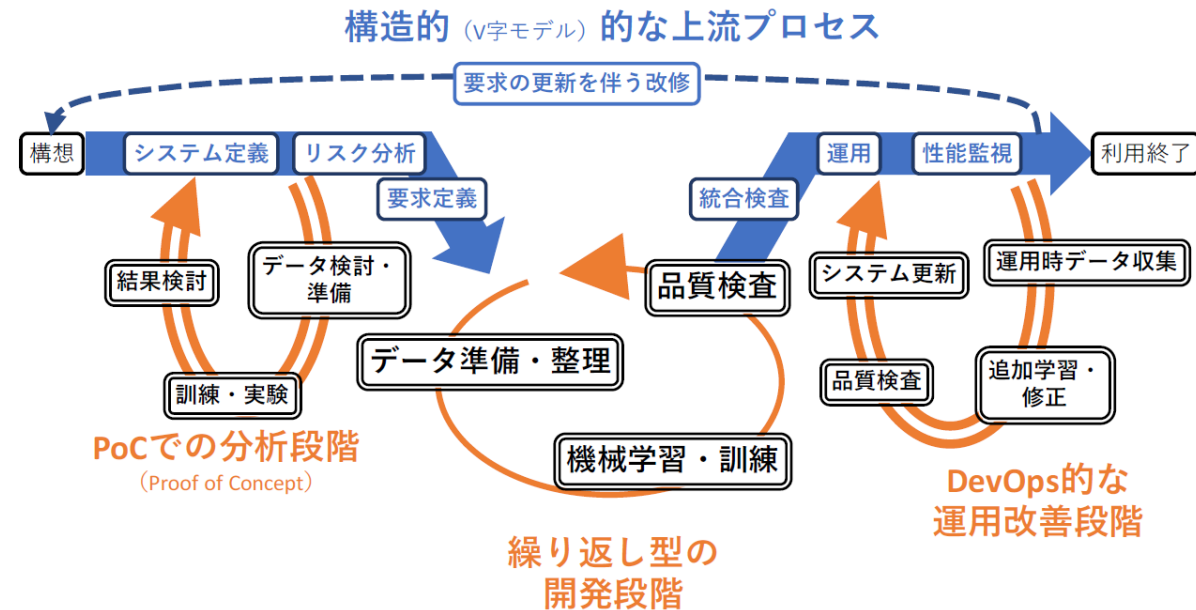 構造的（V字モデル）的な上流プロセス
要求の更新を伴う改修
構想
システム定義
リスク分析
要求定義
統合検査
運用
性能監視
利用終了
結果検討
データ検討・
準備
訓練・実験
PoCでの分析段階
（Proof of Concept）
品質検査
データ準備・整理
機械学習・訓練
繰り返し型の
開発段階
システム更新
運用時データ収集
品質検査
追加学習・
修正
DevOps的な
運用改善段階